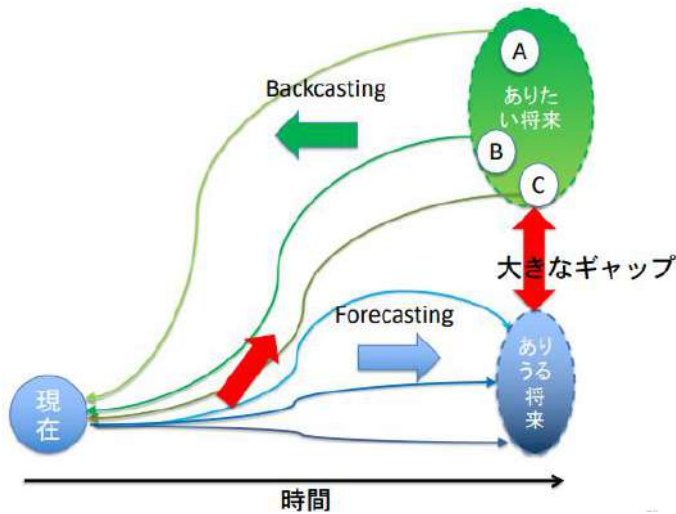 A
ありた
い将来
Backcasting
B
C
大きなギャップ
Forecasting
あり
うる
将
来
現
在
時間